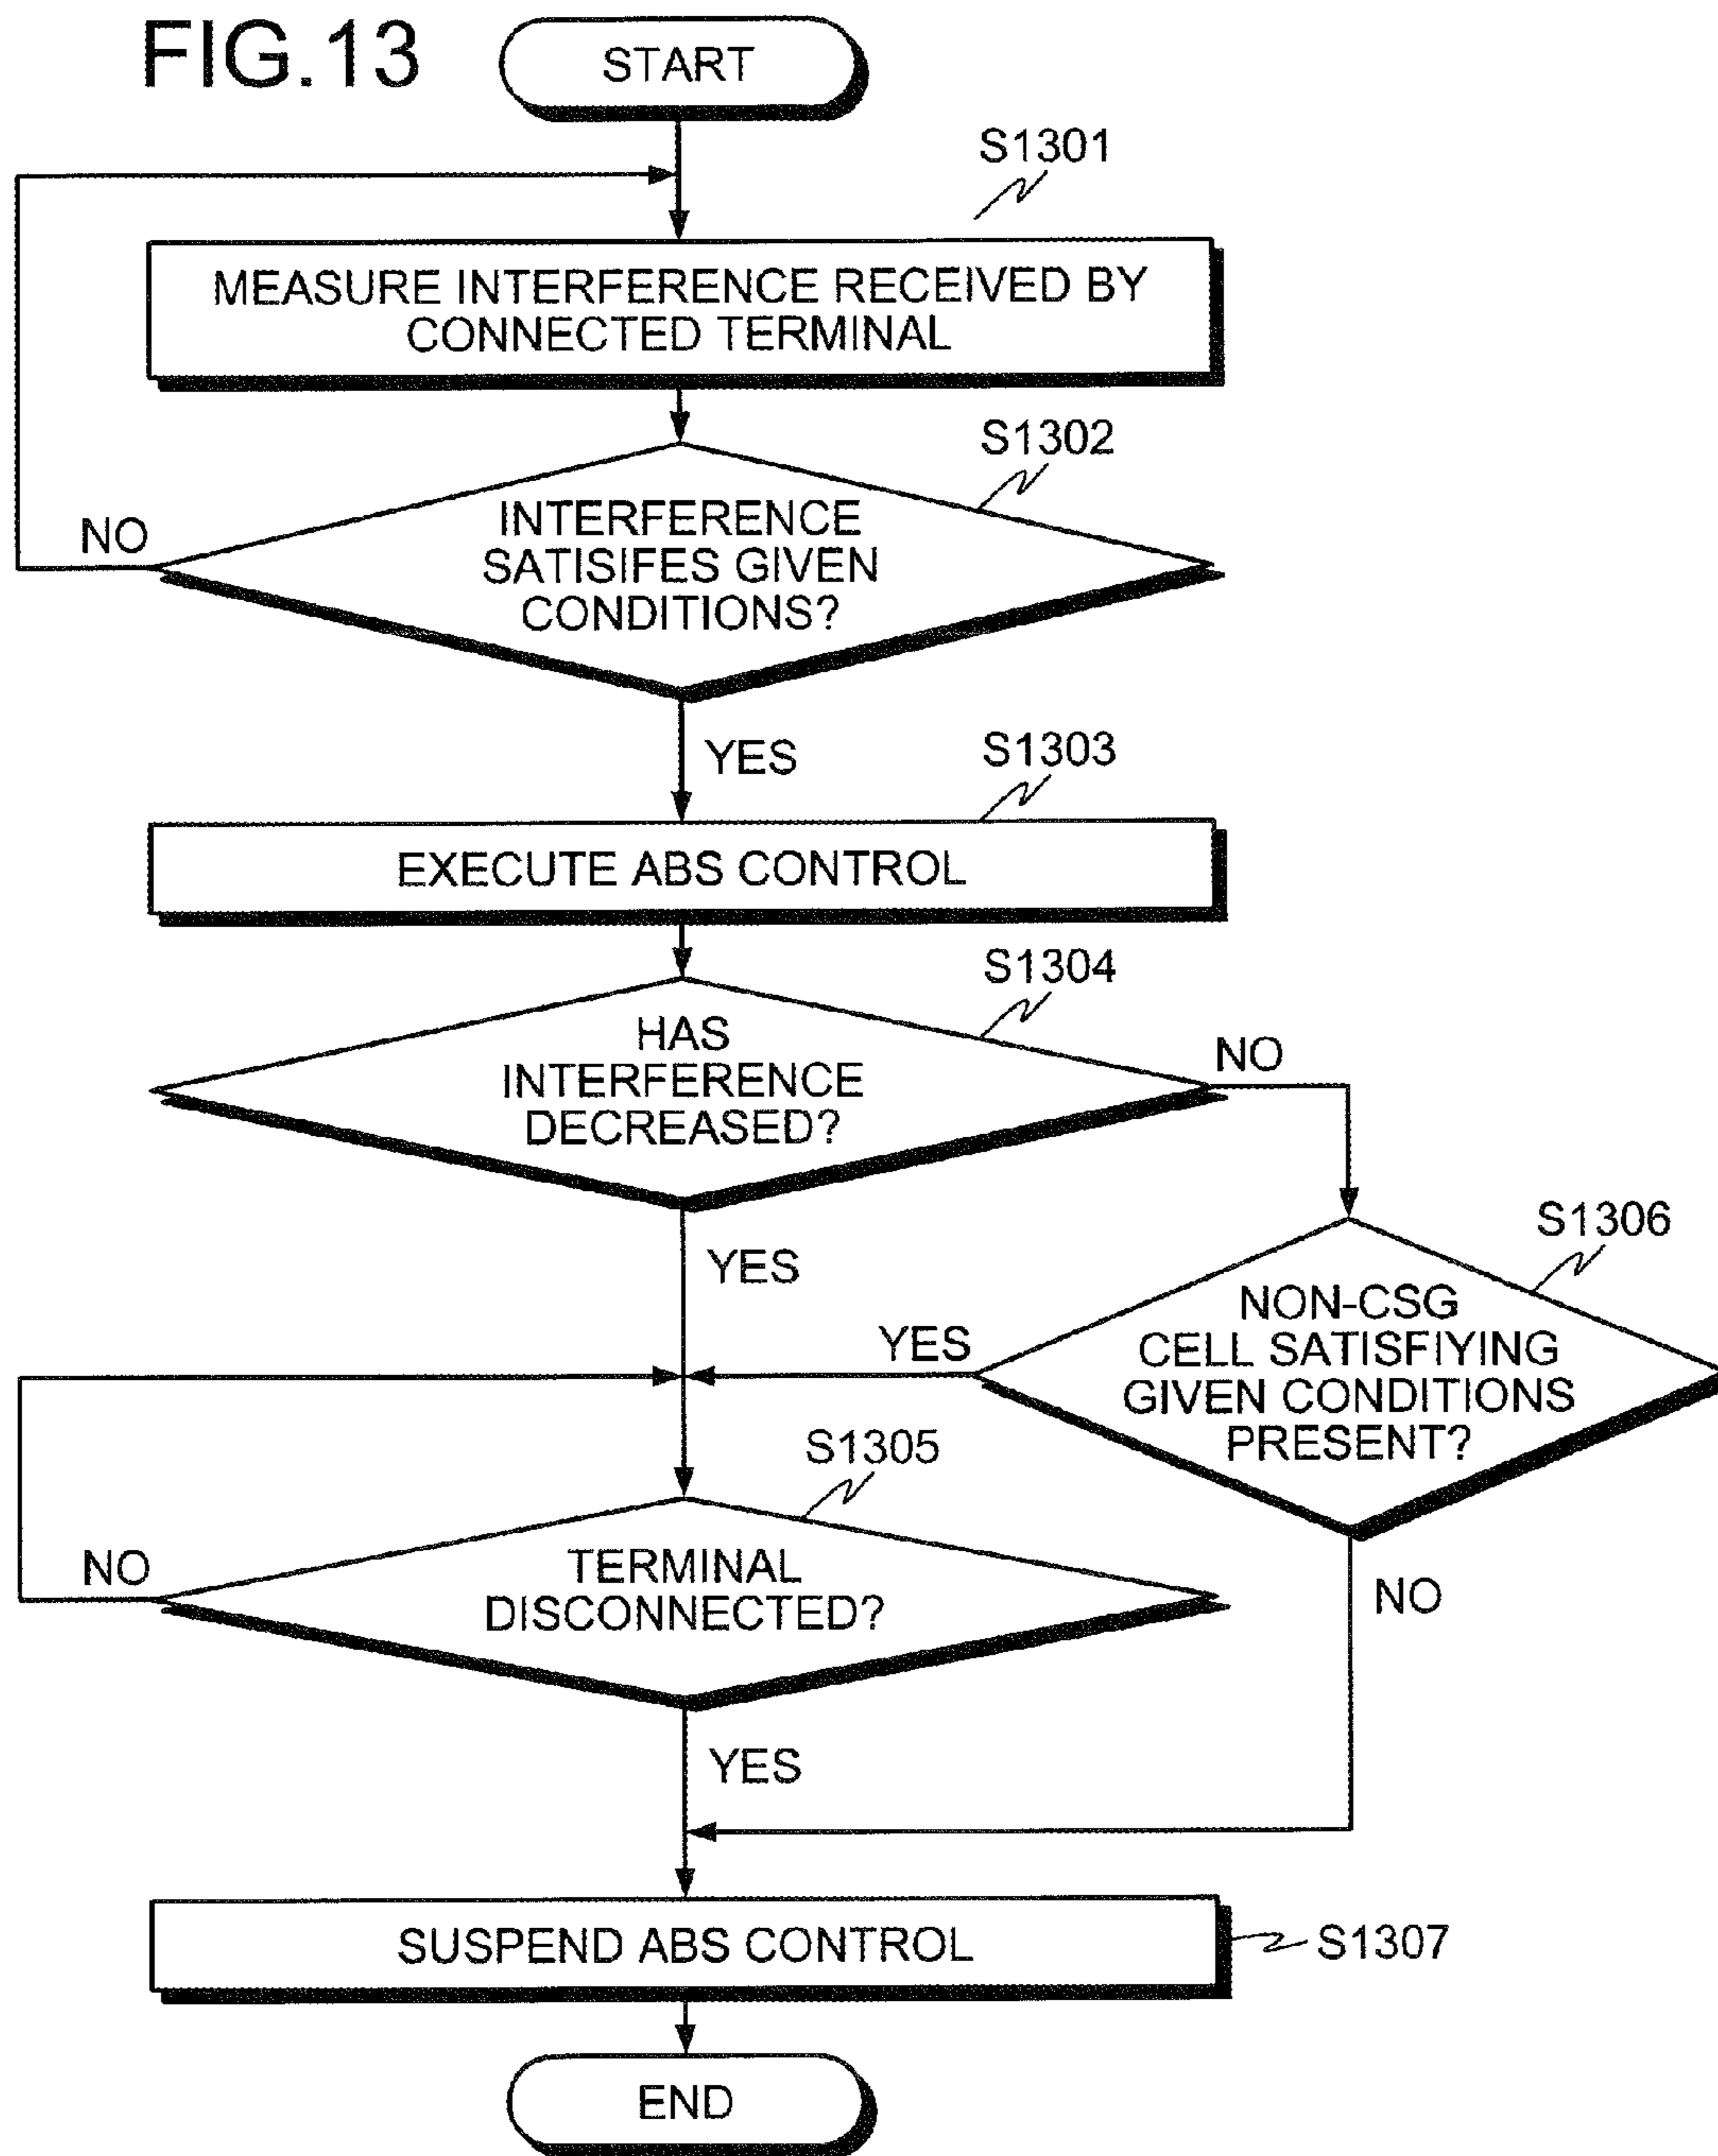 FIG.13
START
S1301
MEASURE INTERFERENCE RECEIVED BY
CONNECTED TERMINAL
S1302
INTERFERENCE
SATISIFES GIVEN
CONDITIONS?
NO
YES
S1303
EXECUTE ABS CONTROL
S1304
HAS
INTERFERENCE
DECREASED?
NO
YES
S1306
NON-CSG
CELL SATISFIYING
GIVEN CONDITIONS
PRESENT?
YES
NO
S1305
TERMINAL
DISCONNECTED?
NO
YES
SUSPEND ABS CONTROL
S1307
END